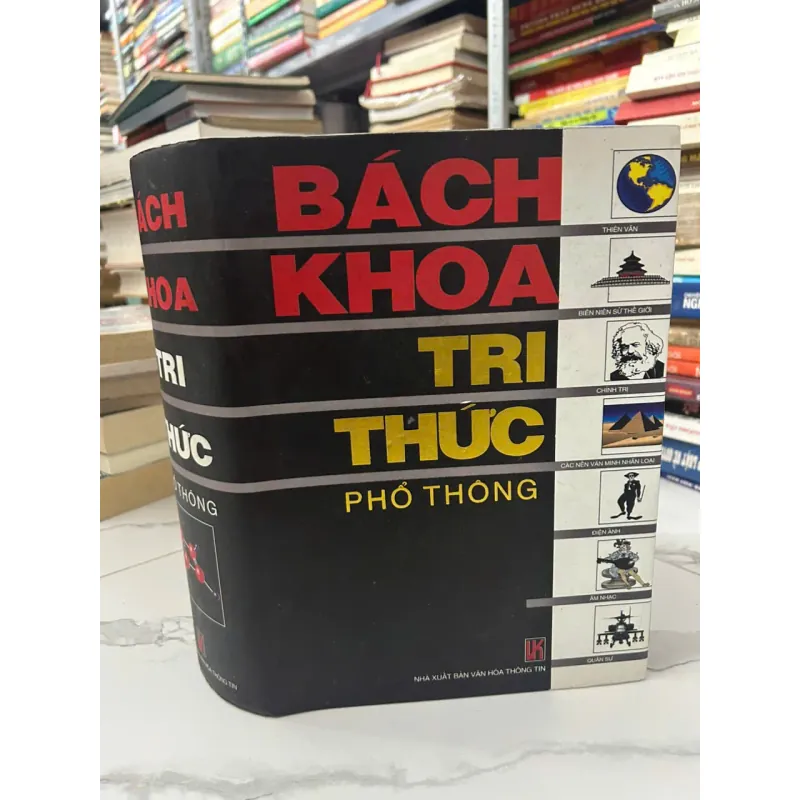 BÁCH
KHOA
TRI
THỨC
PHỔ THÔNG
THIÊN VĂN
BIÊN NIÊN SỬ THẾ GIỚI
CHÍNH TRỊ
CÁC NỀN VĂN MINH NHÂN LOẠI
ĐIỆN ẢNH
ÂM NHẠC
QUÂN SỰ
NHÀ XUẤT BẢN VĂN HÓA THÔNG TIN
ÁCH
HOA
TRI
HỨC
THÔNG